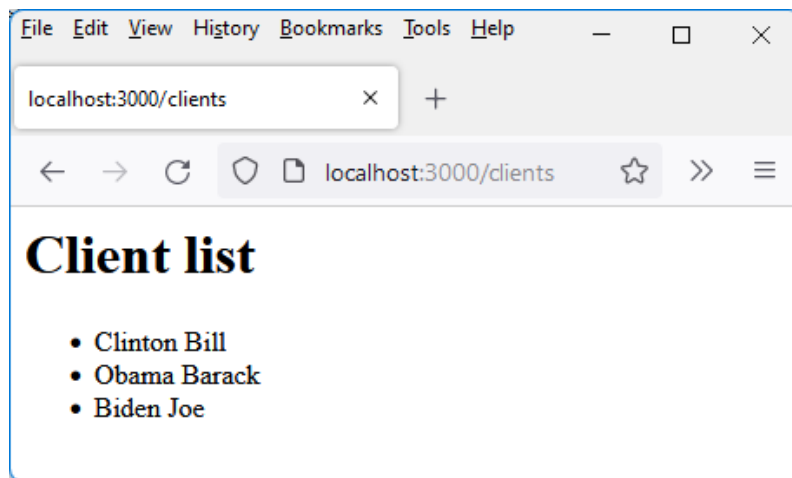 File Edit View History Bookmarks Tools Help
localhost:3000/clients
localhost:3000/clients
Client list
• Clinton Bill
• Obama Barack
• Biden Joe